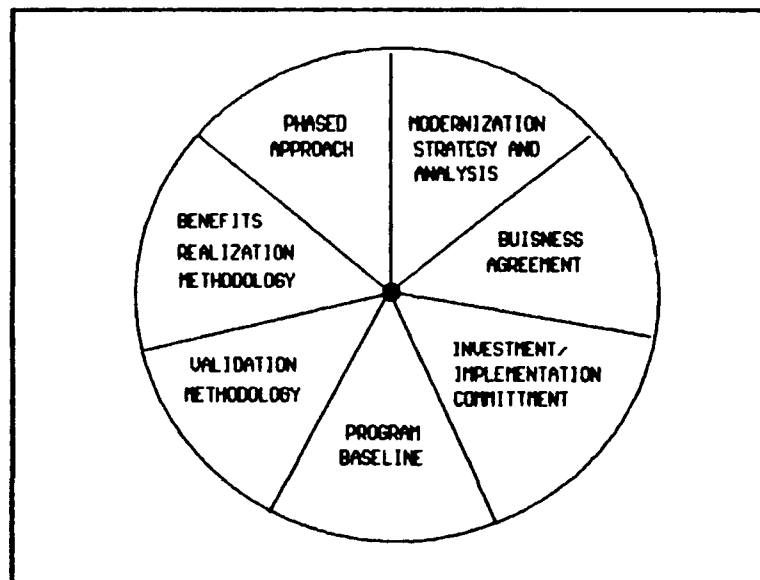 PHASED
APPROACH
MODERNIZATION
STRATEGY AND
ANALYSIS
BUISNESS
AGREEMENT
INVESTMENT/
IMPLEMENTATION
COMMITTMENT
PROGRAM
BASELINE
VALIDATION
METHODOLOGY
BENEFITS
REALIZATION
METHODOLOGY